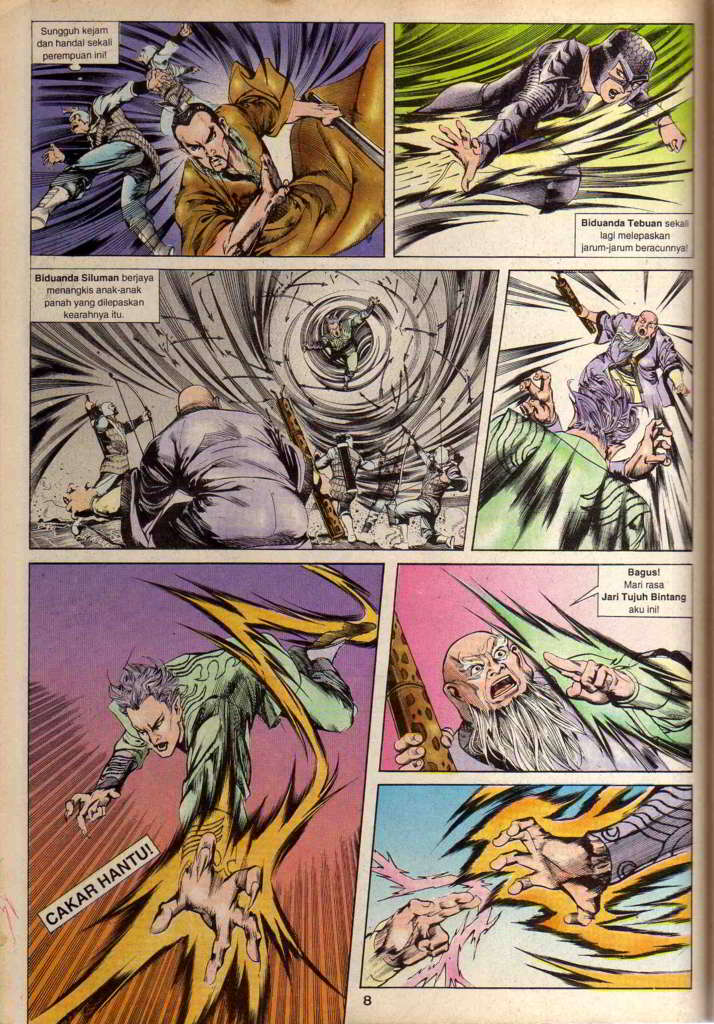 Sungguh kejam
dan handal sekali
perempuan ini!
Biduanda Tebuan sekali
lagi melepaskan
jarum-jarum beracunnya!
Biduanda Siluman berjaya
menangkis anak-anak
panah yang dilepaskan
kearahnya itu.
CAKAR HANTU!
Bagus!
Mari rasa
Jari Tujuh Bintang
aku ini!
8